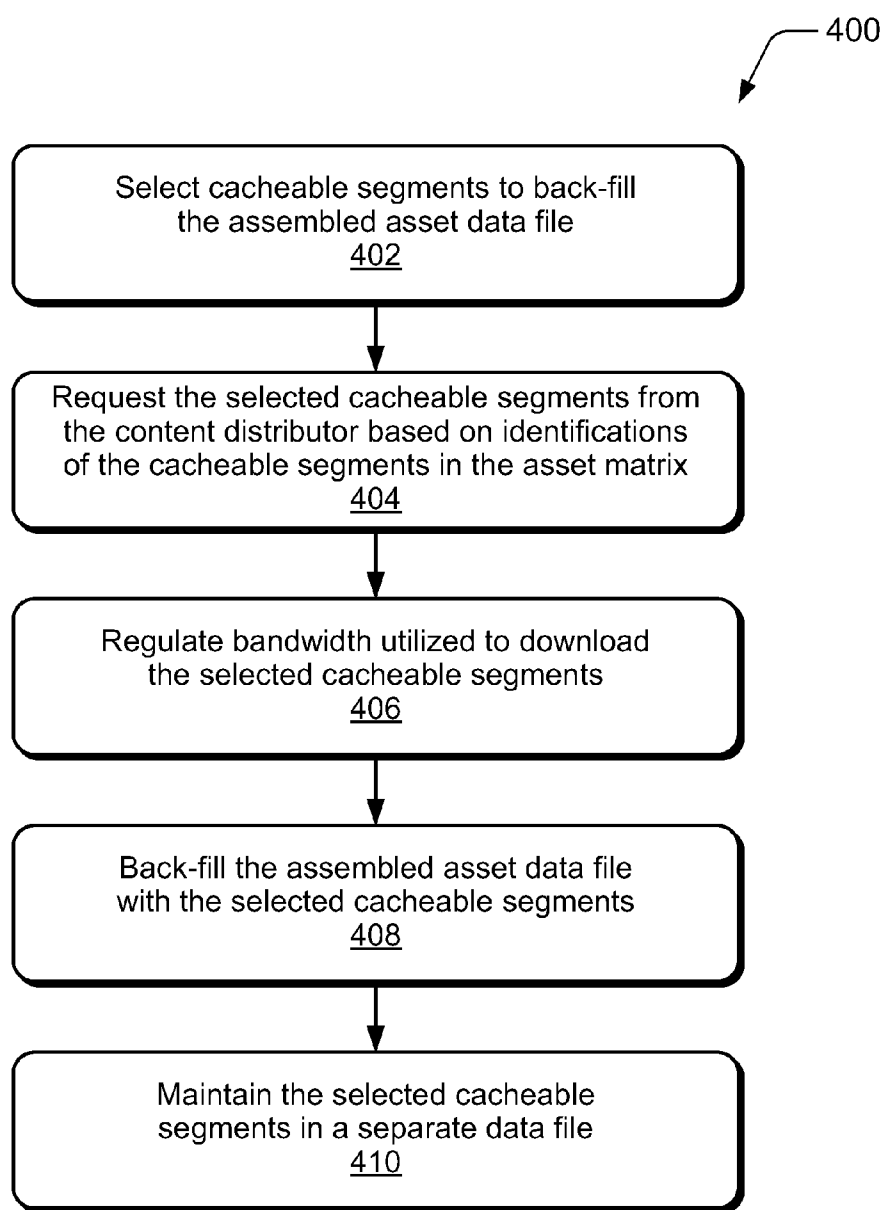 400
Select cacheable segments to back-fill
the assembled asset data file
402
Request the selected cacheable segments from
the content distributor based on identifications
of the cacheable segments in the asset matrix
404
Regulate bandwidth utilized to download
the selected cacheable segments
406
Back-fill the assembled asset data file
with the selected cacheable segments
408
Maintain the selected cacheable
segments in a separate data file
410